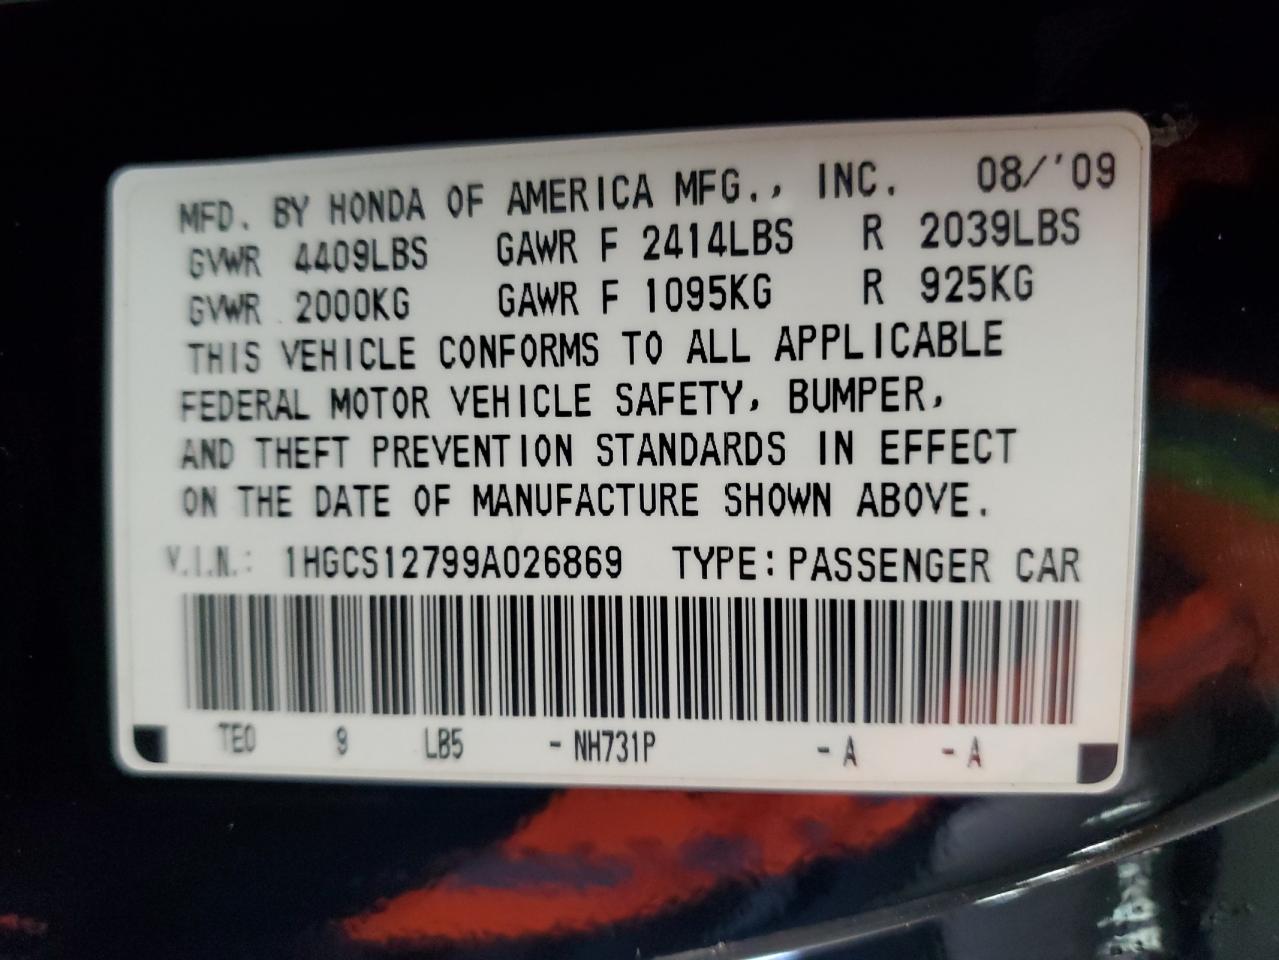 MFD. BY HONDA OF AMERICA MFG., INC. 08/'09
GVWR 4409LBS GAWR F 2414LBS R 2039LBS
GVWR 2000KG GAWR F 1095KG R 925KG
THIS VEHICLE CONFORMS TO ALL APPLICABLE
FEDERAL MOTOR VEHICLE SAFETY, BUMPER,
AND THEFT PREVENTION STANDARDS IN EFFECT
ON THE DATE OF MANUFACTURE SHOWN ABOVE.
V.I.N.: 1HGCS12799A026869 TYPE: PASSENGER CAR
TE0 9 LB5 - NH731P - A - A